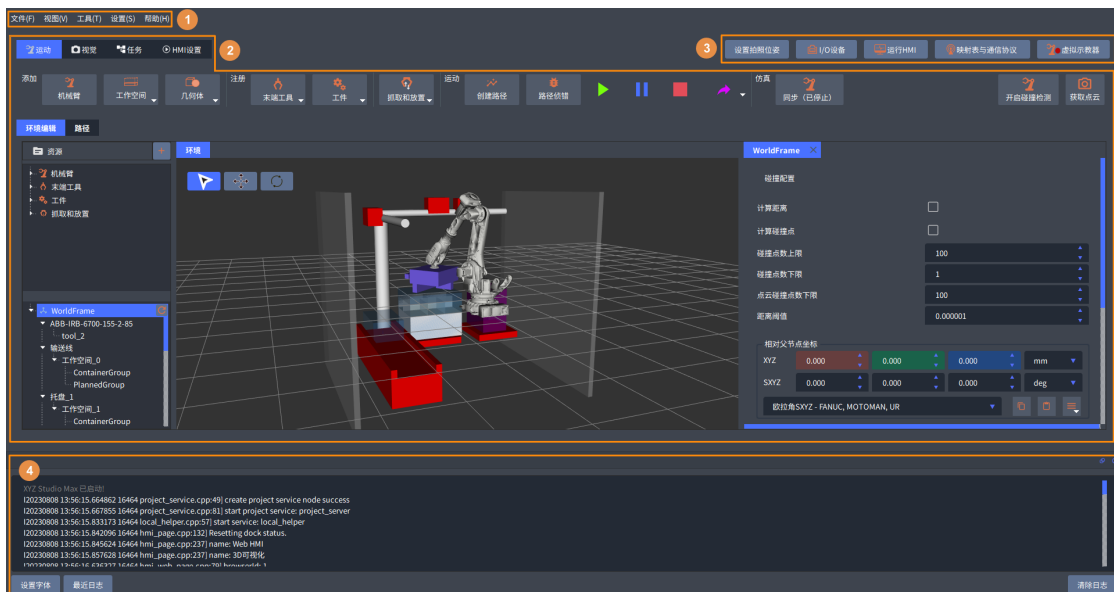 文件(F) 视图(V) 工具(T) 设置(S) 帮助(H) 1
运动 视觉 任务 HMI设置 2
3 设置拍照位姿 I/O设备 运行HMI 映射表与通信协议 虚拟示教器
添加 机械臂 工作空间 几何体 注册 末端工具 工件 抓取和放置 运动 创建路径 路径侦错 仿真 同步 (已停止) 开启碰撞检测 获取点云
环境编辑 路径
资源 +
机械臂
末端工具
工件
抓取和放置
WorldFrame
ABB-IRB-6700-155-2-85
tool_2
输送线
工作空间_0
ContainerGroup
PlannedGroup
托盘_1
工作空间_1
ContainerGroup
环境
WorldFrame ×
碰撞配置
计算距离
计算碰撞点
碰撞点数上限 100
碰撞点数下限 1
点云碰撞点数下限 100
距离阈值 0.000001
相对父节点坐标
XYZ 0.000 0.000 0.000 mm
SXYZ 0.000 0.000 0.000 deg
欧拉角SXYZ - FANUC, MOTOMAN, UR
4
XYZ Studio Max 已启动!
I20230808 13:56:15.664862 16464 project_service.cpp:49] create project service node success
I20230808 13:56:15.667855 16464 project_service.cpp:81] start project service: project_server
I20230808 13:56:15.833173 16464 local_helper.cpp:57] start service: local_helper
I20230808 13:56:15.842096 16464 hmi_page.cpp:132] Resetting dock status.
I20230808 13:56:15.845624 16464 hmi_page.cpp:237] name: Web HMI
I20230808 13:56:15.857628 16464 hmi_page.cpp:237] name: 3D可视化
I20230808 13:56:16.636327 16464 hmi_web_page.cpp:79] browserId: 1
设置字体 最近日志 清除日志